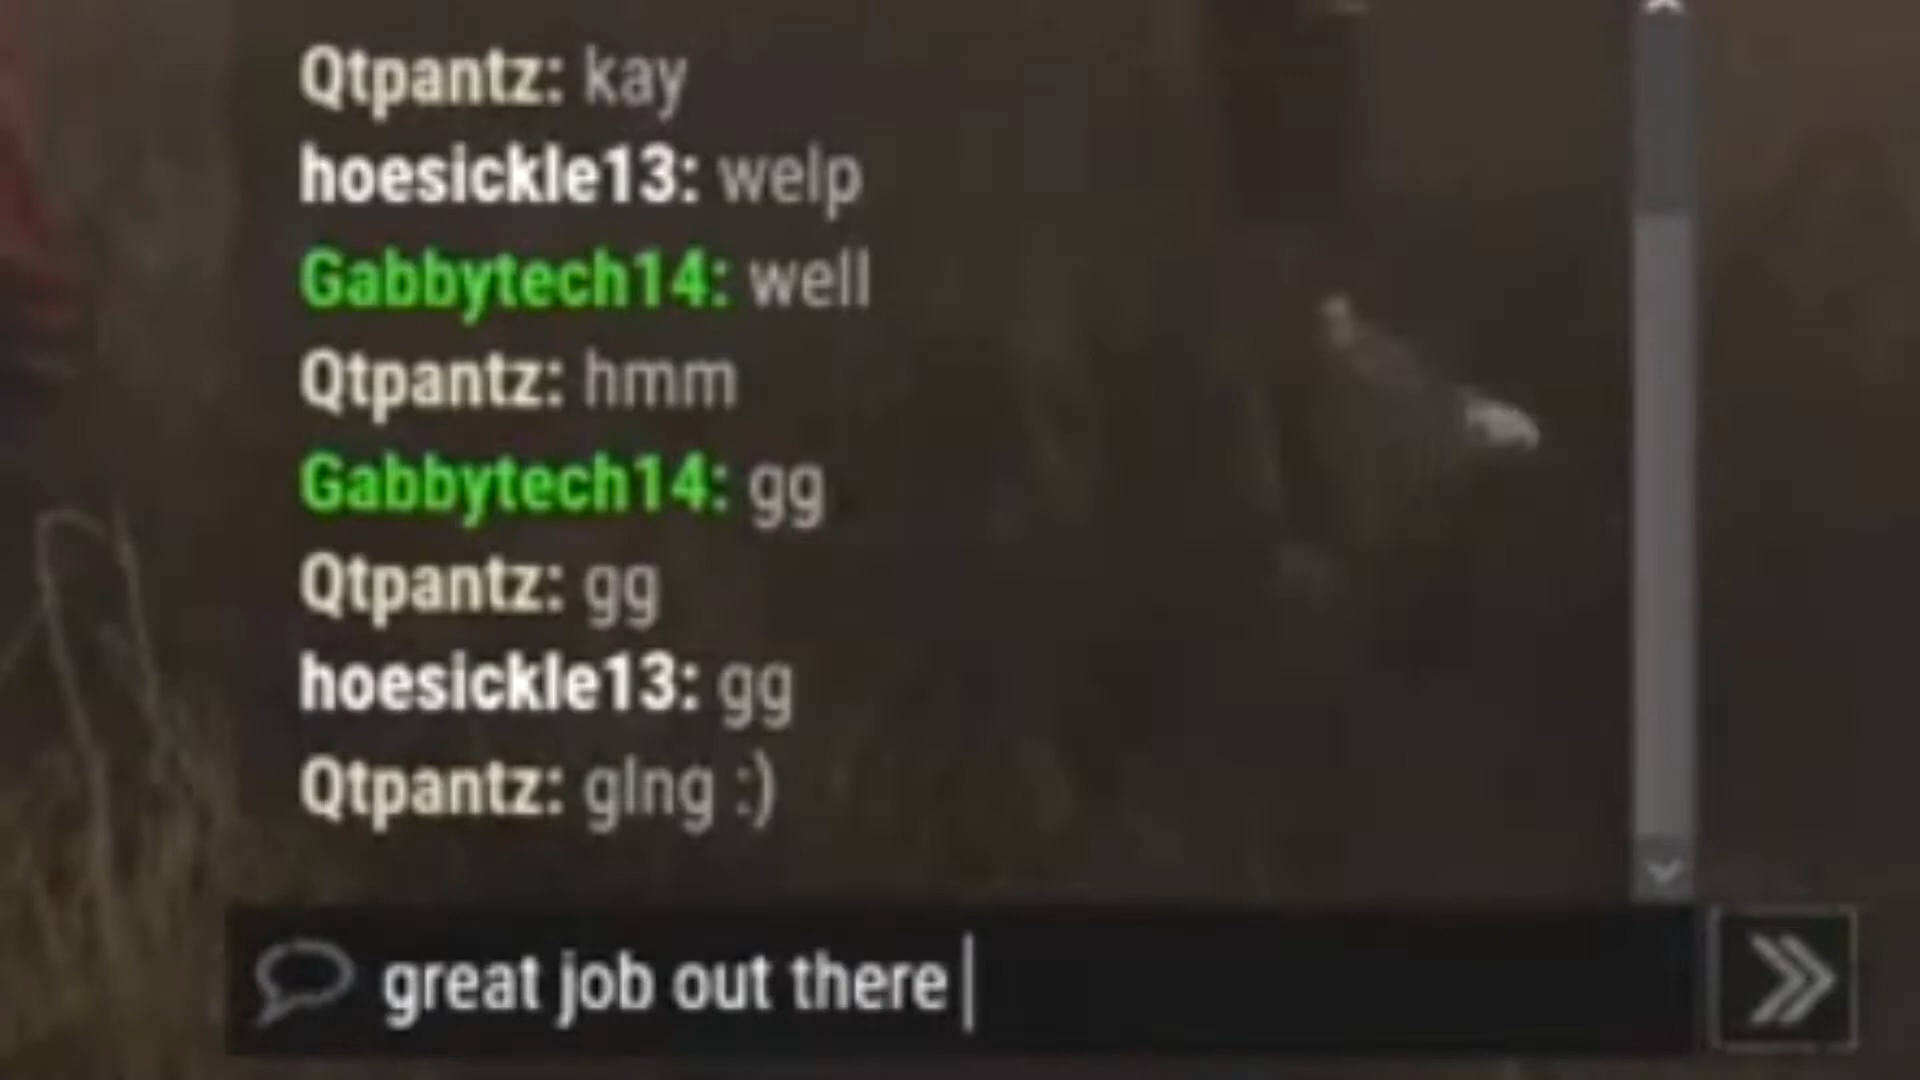 Qtpantz: kay
hoesickle13: welp
Gabbytech14: well
Qtpantz: hmm
Gabbytech14: gg
Qtpantz: gg
hoesickle13: gg
Qtpantz: glng :)
great job out there